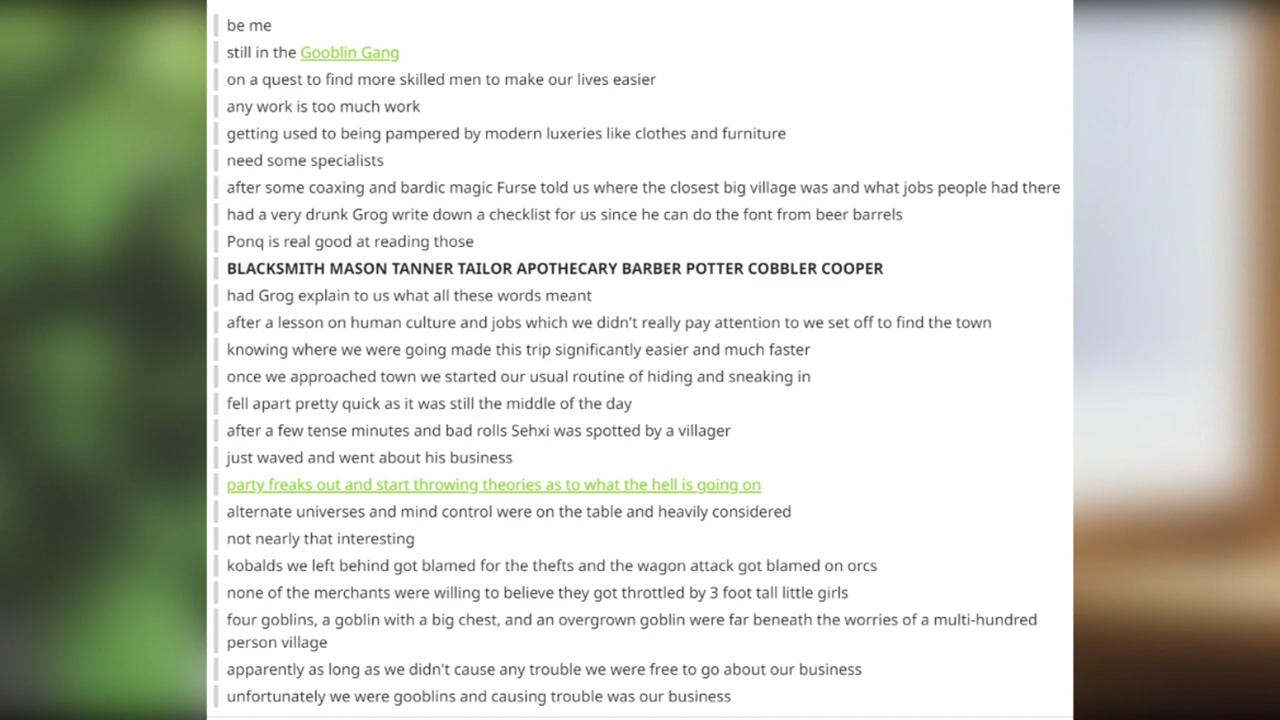 be me
still in the Gooblin Gang
on a quest to find more skilled men to make our lives easier
any work is too much work
getting used to being pampered by modern luxeries like clothes and furniture
need some specialists
after some coaxing and bardic magic Furse told us where the closest big village was and what jobs people had there
had a very drunk Grog write down a checklist for us since he can do the font from beer barrels
Ponq is real good at reading those
BLACKSMITH MASON TANNER TAILOR APOTHECARY BARBER POTTER COBBLER COOPER
had Grog explain to us what all these words meant
after a lesson on human culture and jobs which we didn't really pay attention to we set off to find the town
knowing where we were going made this trip significantly easier and much faster
once we approached town we started our usual routine of hiding and sneaking in
fell apart pretty quick as it was still the middle of the day
after a few tense minutes and bad rolls Sehxi was spotted by a villager
just waved and went about his business
party freaks out and start throwing theories as to what the hell is going on
alternate universes and mind control were on the table and heavily considered
not nearly that interesting
kobalds we left behind got blamed for the thefts and the wagon attack got blamed on orcs
none of the merchants were willing to believe they got throttled by 3 foot tall little girls
four goblins, a goblin with a big chest, and an overgrown goblin were far beneath the worries of a multi-hundred
person village
apparently as long as we didn't cause any trouble we were free to go about our business
unfortunately we were gooblins and causing trouble was our business